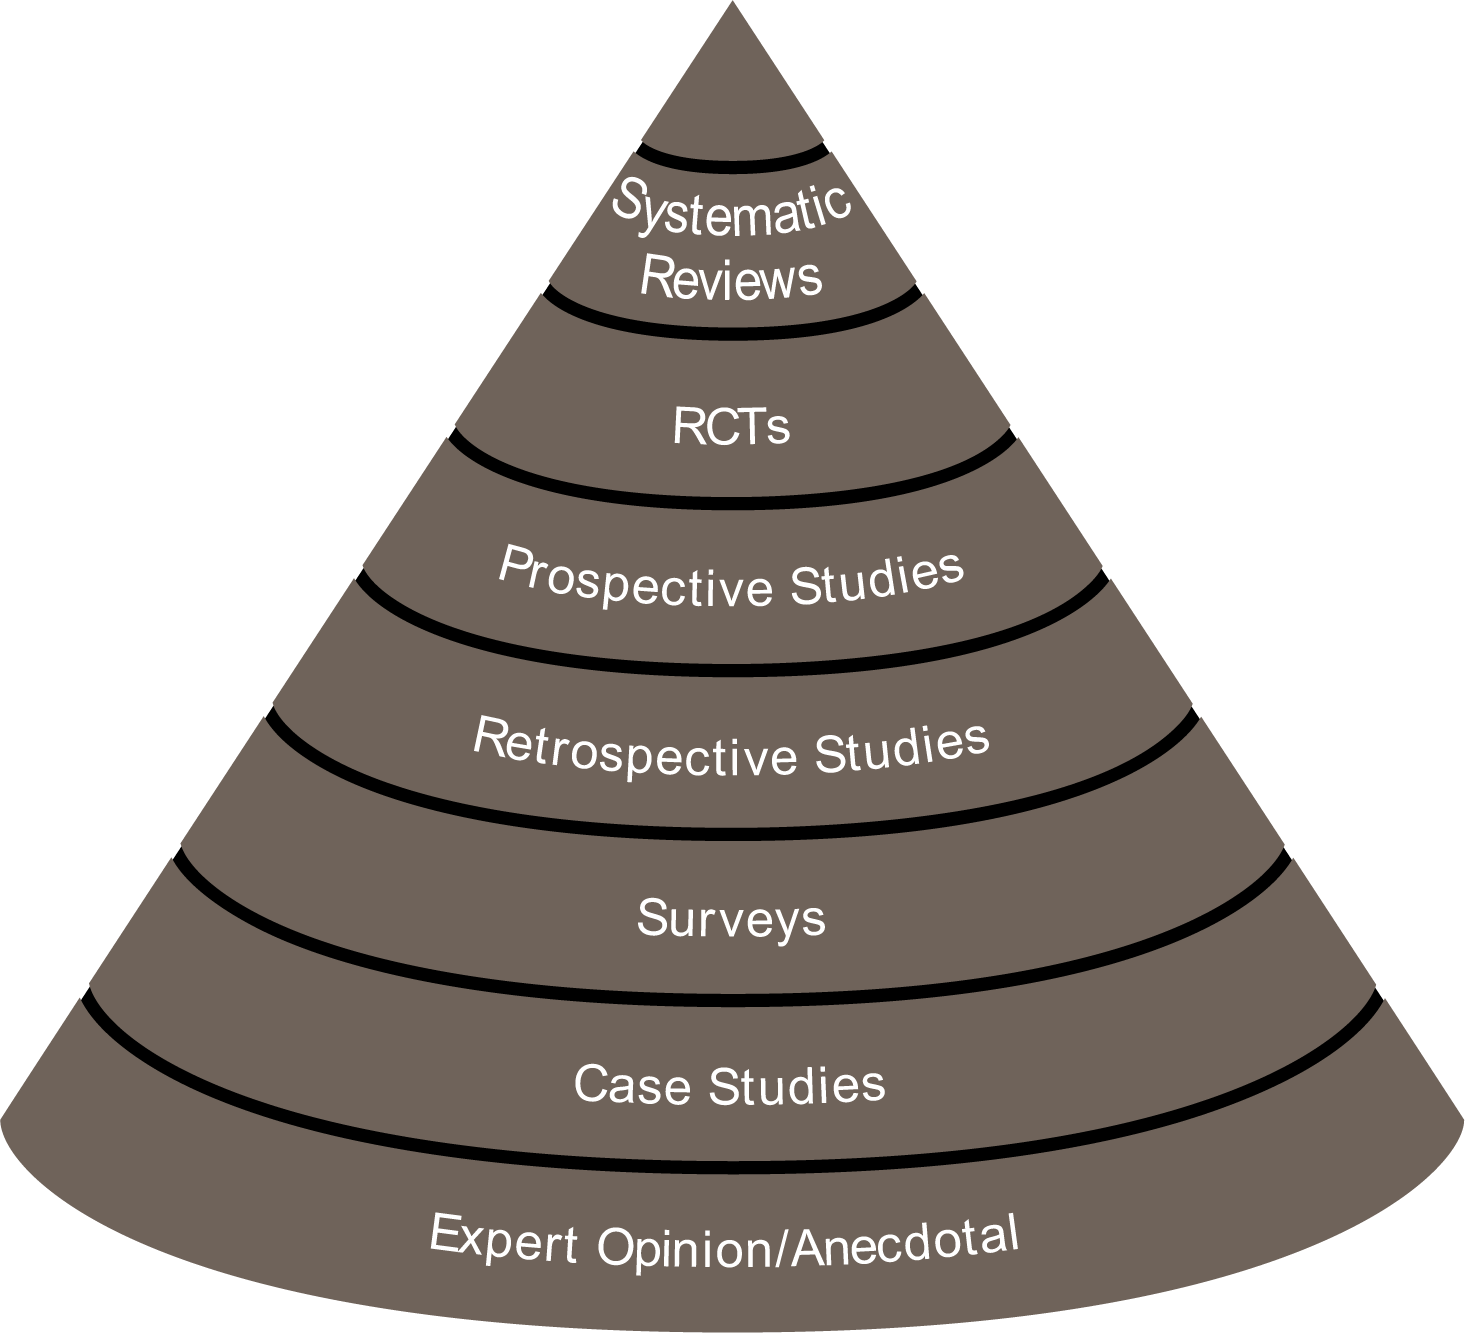 Systematic
Reviews
RCTs
Prospective Studies
Retrospective Studies
Surveys
Case Studies
Expert Opinion/Anecdotal